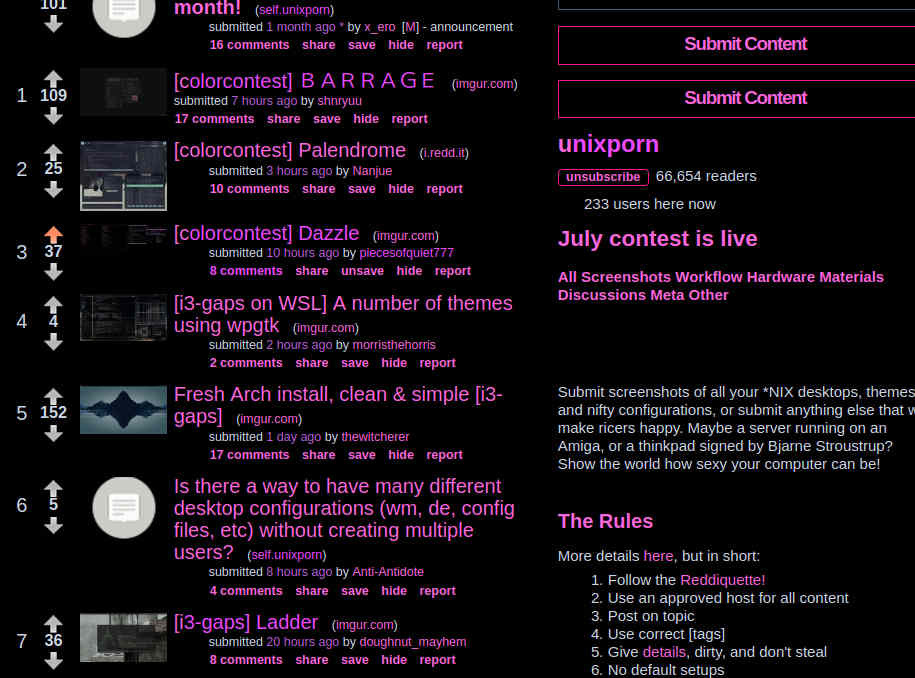 101
month! (self.unixporn)
submitted 1 month ago * by x_ero [M] - announcement
16 comments share save hide report
1
109
[colorcontest] ＢＡＲＲＡＧＥ (imgur.com)
submitted 7 hours ago by shnryuu
17 comments share save hide report
2
25
[colorcontest] Palendrome (i.redd.it)
submitted 3 hours ago by Nanjue
10 comments share save hide report
3
37
[colorcontest] Dazzle (imgur.com)
submitted 10 hours ago by piecesofquiet777
8 comments share unsave hide report
4
4
[i3-gaps on WSL] A number of themes
using wpgtk (imgur.com)
submitted 2 hours ago by morristhehorris
2 comments share save hide report
5
152
Fresh Arch install, clean & simple [i3-
gaps] (imgur.com)
submitted 1 day ago by thewitcherer
17 comments share save hide report
6
5
Is there a way to have many different
desktop configurations (wm, de, config
files, etc) without creating multiple
users? (self.unixporn)
submitted 8 hours ago by Anti-Antidote
4 comments share save hide report
7
36
[i3-gaps] Ladder (imgur.com)
submitted 20 hours ago by doughnut_mayhem
8 comments share save hide report
Submit Content
Submit Content
unixporn
unsubscribe 66,654 readers
233 users here now
July contest is live
All Screenshots Workflow Hardware Materials
Discussions Meta Other
Submit screenshots of all your *NIX desktops, themes
and nifty configurations, or submit anything else that w
make ricers happy. Maybe a server running on an
Amiga, or a thinkpad signed by Bjarne Stroustrup?
Show the world how sexy your computer can be!
The Rules
More details here, but in short:
1. Follow the Reddiquette!
2. Use an approved host for all content
3. Post on topic
4. Use correct [tags]
5. Give details, dirty, and don't steal
6. No default setups